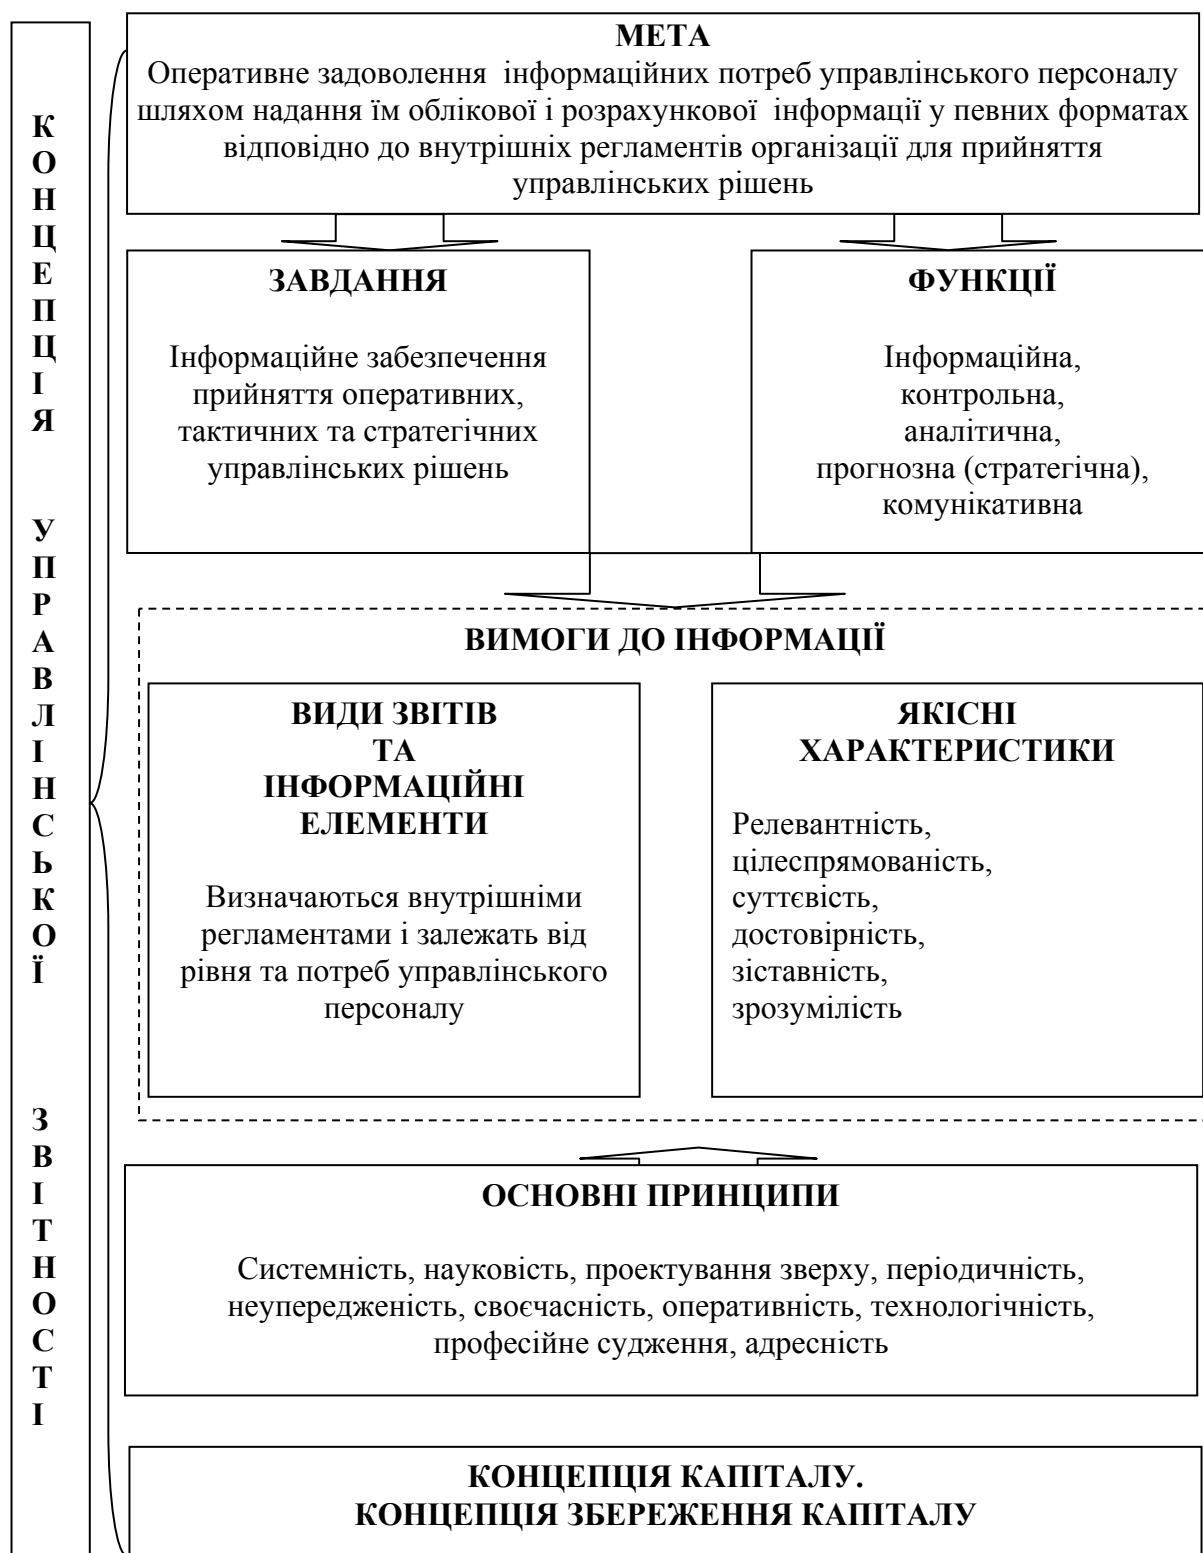 КОНЦЕПЦІЯ УПРАВЛІНСЬКОЇ ЗВІТНОСТІ
МЕТА
Оперативне задоволення інформаційних потреб управлінського персоналу
шляхом надання їм облікової і розрахункової інформації у певних форматах
відповідно до внутрішніх регламентів організації для прийняття
управлінських рішень
ЗАВДАННЯ
Інформаційне забезпечення
прийняття оперативних,
тактичних та стратегічних
управлінських рішень
ФУНКЦІЇ
Інформаційна,
контрольна,
аналітична,
прогнозна (стратегічна),
комунікативна
ВИМОГИ ДО ІНФОРМАЦІЇ
ВИДИ ЗВІТІВ
ТА
ІНФОРМАЦІЙНІ
ЕЛЕМЕНТИ
Визначаються внутрішніми
регламентами і залежать від
рівня та потреб управлінського
персоналу
ЯКІСНІ
ХАРАКТЕРИСТИКИ
Релевантність,
цілеспрямованість,
суттєвість,
достовірність,
зіставність,
зрозумілість
ОСНОВНІ ПРИНЦИПИ
Системність, науковість, проектування зверху, періодичність,
неупередженість, своєчасність, оперативність, технологічність,
професійне судження, адресність
КОНЦЕПЦІЯ КАПІТАЛУ.
КОНЦЕПЦІЯ ЗБЕРЕЖЕННЯ КАПІТАЛУ